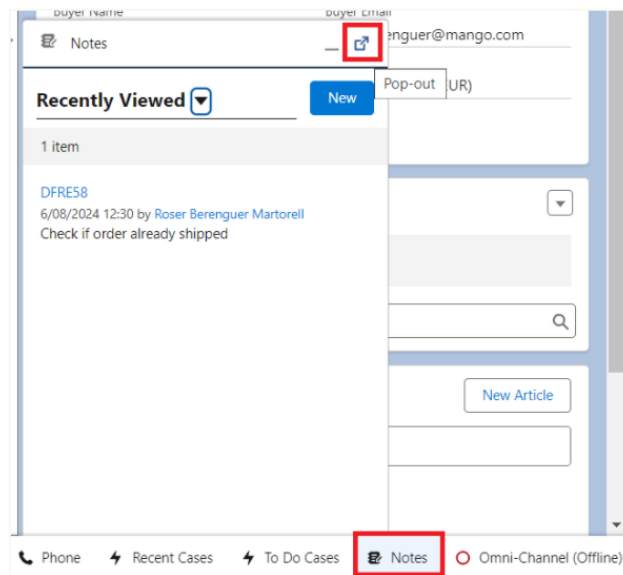 Buyer Name Buyer Email
Notes
enguer@mango.com
Pop-out
UR)
Recently Viewed
New
1 item
DFRE58
6/08/2024 12:30 by Roser Berenguer Martorell
Check if order already shipped
New Article
Phone Recent Cases To Do Cases Notes Omni-Channel (Offline)